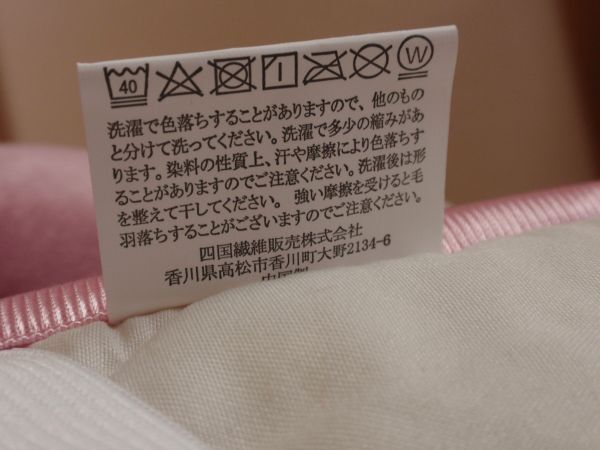 40 W
洗濯で色落ちすることがありますので、他のもの
と分けて洗ってください。洗濯で多少の縮みがあ
ります。染料の性質上、汗や摩擦により色落ちす
ることがありますのでご注意ください。洗濯後は形
を整えて干してください。 強い摩擦を受けると毛
羽落ちすることがございますのでご注意ください。
四国繊維販売株式会社
香川県高松市香川町大野2134-6
中国製